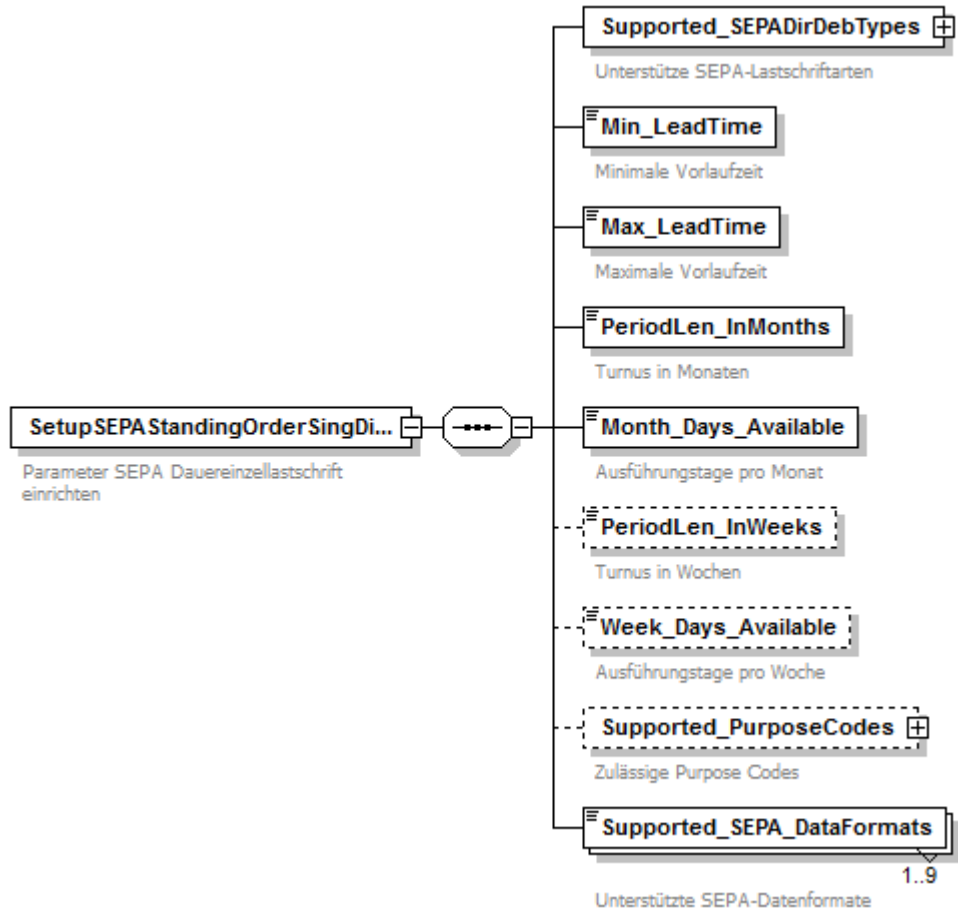 Supported_SEPADirDebTypes
Unterstütze SEPA-Lastschriftarten
Min_LeadTime
Minimale Vorlaufzeit
Max_LeadTime
Maximale Vorlaufzeit
PeriodLen_InMonths
Turnus in Monaten
SetupSEPAStandingOrderSingDi...
Parameter SEPA Dauereinzellastschrift
einrichten
Month_Days_Available
Ausführungstage pro Monat
PeriodLen_InWeeks
Turnus in Wochen
Week_Days_Available
Ausführungstage pro Woche
Supported_PurposeCodes
Zulässige Purpose Codes
Supported_SEPA_DataFormats
1..9
Unterstützte SEPA-Datenformate